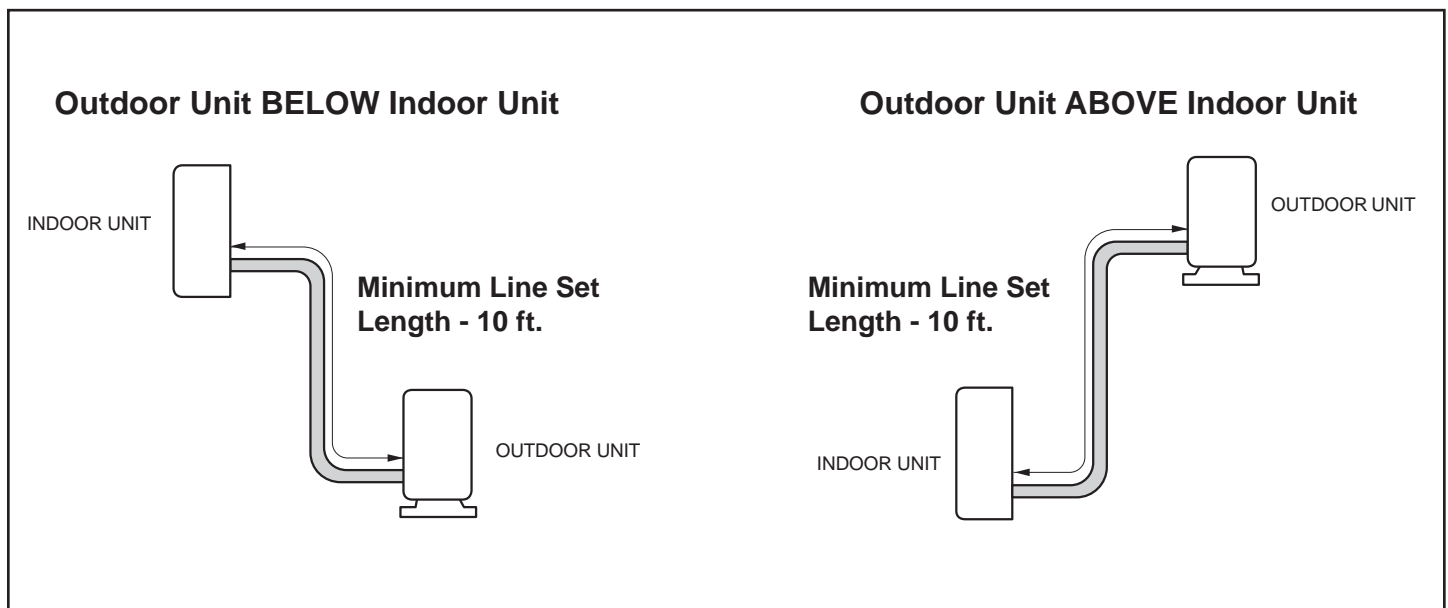 Outdoor Unit BELOW Indoor Unit
INDOOR UNIT
Minimum Line Set
Length - 10 ft.
OUTDOOR UNIT
Outdoor Unit ABOVE Indoor Unit
OUTDOOR UNIT
Minimum Line Set
Length - 10 ft.
INDOOR UNIT